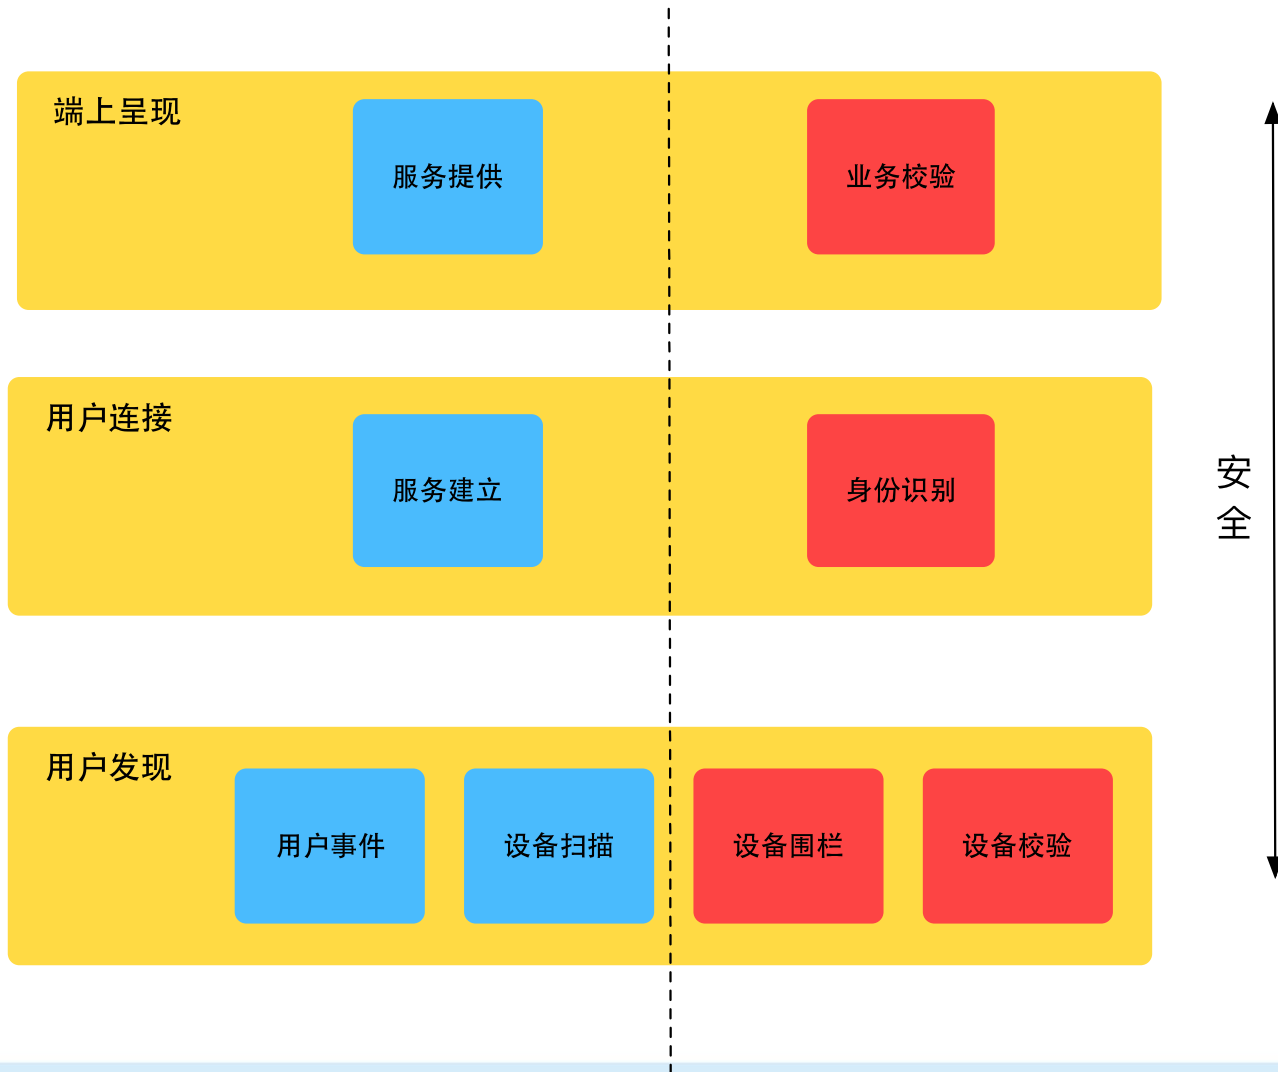 端上呈现
服务提供
业务校验
用户连接
服务建立
身份识别
安
全
用户发现
用户事件
设备扫描
设备围栏
设备校验